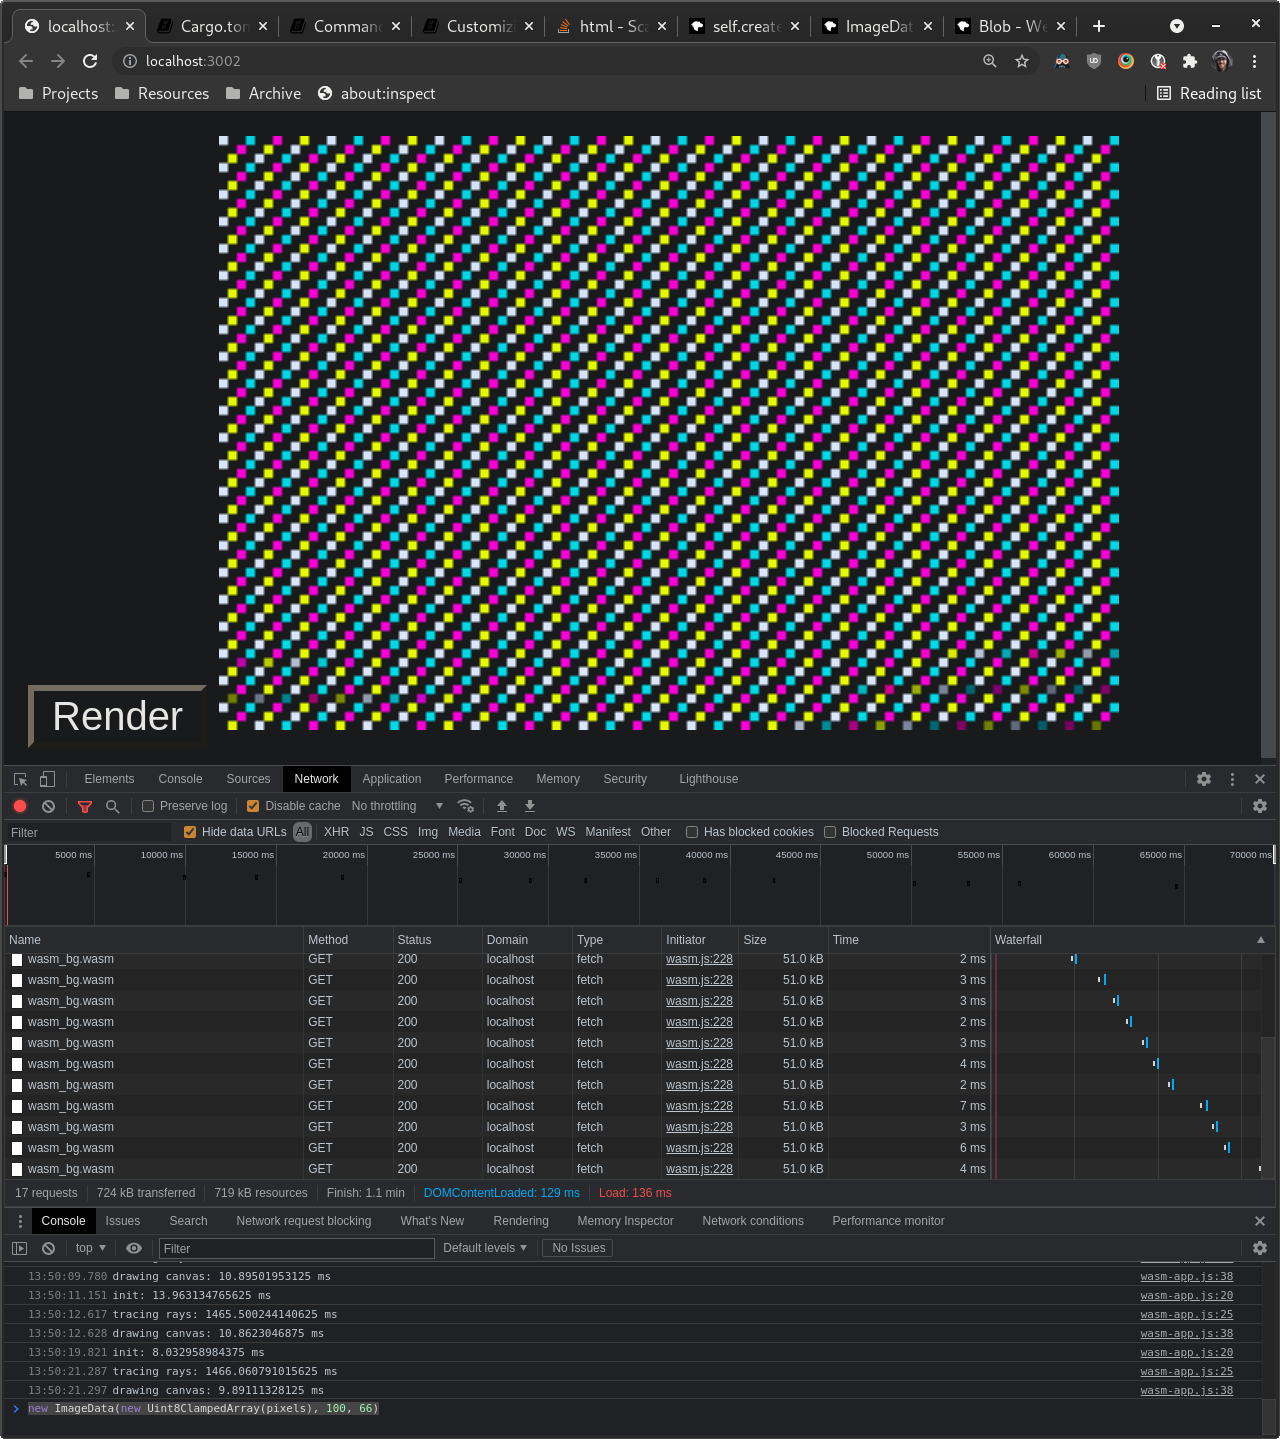 localhost: Cargo.ton Comman Customizi html - Sca self.create ImageDat Blob - We
localhost:3002
Projects Resources Archive about:inspect Reading list
Render
Elements Console Sources Network Application Performance Memory Security Lighthouse
Preserve log Disable cache No throttling
Filter Hide data URLs All XHR JS CSS Img Media Font Doc WS Manifest Other Has blocked cookies Blocked Requests
5000 ms 10000 ms 15000 ms 20000 ms 25000 ms 30000 ms 35000 ms 40000 ms 45000 ms 50000 ms 55000 ms 60000 ms 65000 ms 70000 ms
Name Method Status Domain Type Initiator Size Time Waterfall
wasm_bg.wasm GET 200 localhost fetch wasm.js:228 51.0 kB 2 ms
wasm_bg.wasm GET 200 localhost fetch wasm.js:228 51.0 kB 3 ms
wasm_bg.wasm GET 200 localhost fetch wasm.js:228 51.0 kB 3 ms
wasm_bg.wasm GET 200 localhost fetch wasm.js:228 51.0 kB 2 ms
wasm_bg.wasm GET 200 localhost fetch wasm.js:228 51.0 kB 3 ms
wasm_bg.wasm GET 200 localhost fetch wasm.js:228 51.0 kB 4 ms
wasm_bg.wasm GET 200 localhost fetch wasm.js:228 51.0 kB 2 ms
wasm_bg.wasm GET 200 localhost fetch wasm.js:228 51.0 kB 7 ms
wasm_bg.wasm GET 200 localhost fetch wasm.js:228 51.0 kB 3 ms
wasm_bg.wasm GET 200 localhost fetch wasm.js:228 51.0 kB 6 ms
wasm_bg.wasm GET 200 localhost fetch wasm.js:228 51.0 kB 4 ms
17 requests 724 kB transferred 719 kB resources Finish: 1.1 min DOMContentLoaded: 129 ms Load: 136 ms
Console Issues Search Network request blocking What's New Rendering Memory Inspector Network conditions Performance monitor
top Filter Default levels No Issues
13:50:09.780 drawing canvas: 10.89501953125 ms wasm-app.js:38
13:50:11.151 init: 13.963134765625 ms wasm-app.js:20
13:50:12.617 tracing rays: 1465.500244140625 ms wasm-app.js:25
13:50:12.628 drawing canvas: 10.8623046875 ms wasm-app.js:38
13:50:19.821 init: 8.032958984375 ms wasm-app.js:20
13:50:21.287 tracing rays: 1466.060791015625 ms wasm-app.js:25
13:50:21.297 drawing canvas: 9.89111328125 ms wasm-app.js:38
new ImageData(new Uint8ClampedArray(pixels), 100, 66)